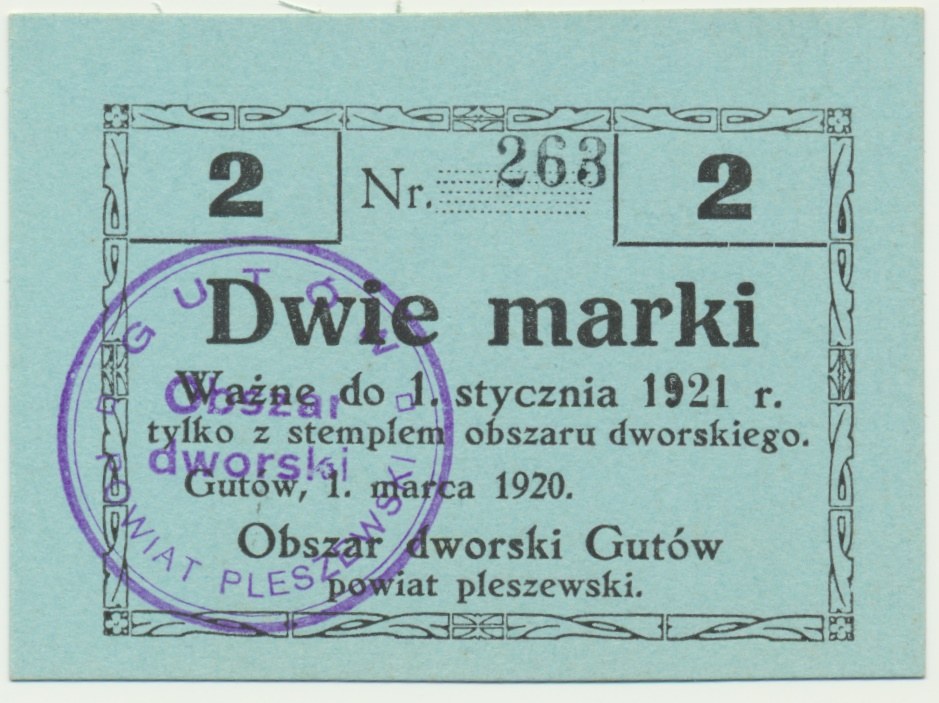 2 Nr. 263 2
Dwie marki
Ważne do 1. stycznia 1921 r.
tylko z stemplem obszaru dworskiego.
Gutów, 1. marca 1920.
Obszar dworski Gutów
powiat pleszewski.
GUTÓW
Obszar
dworski
POWIAT PLESZEWSKI